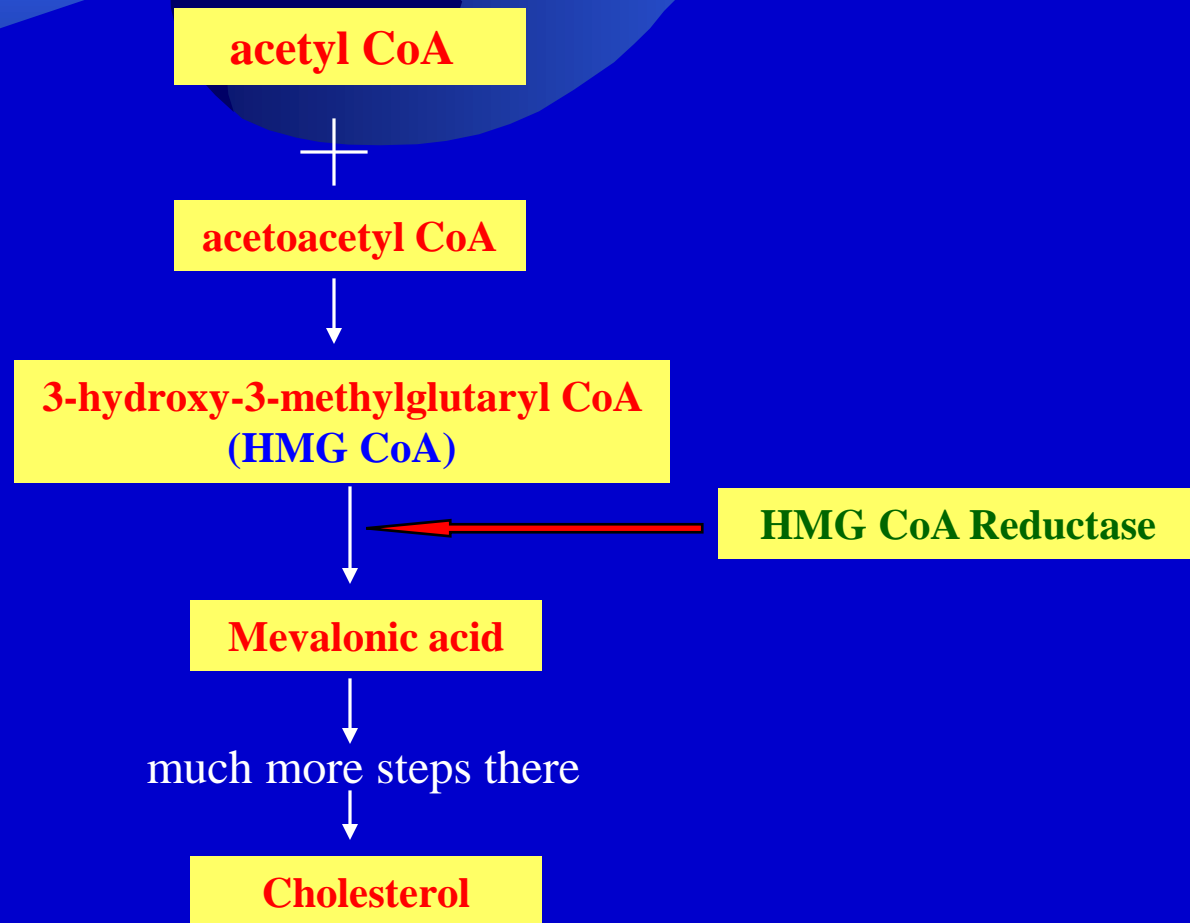 acetyl CoA
acetoacetyl CoA
3-hydroxy-3-methylglutaryl CoA
(HMG CoA)
HMG CoA Reductase
Mevalonic acid
much more steps there
Cholesterol